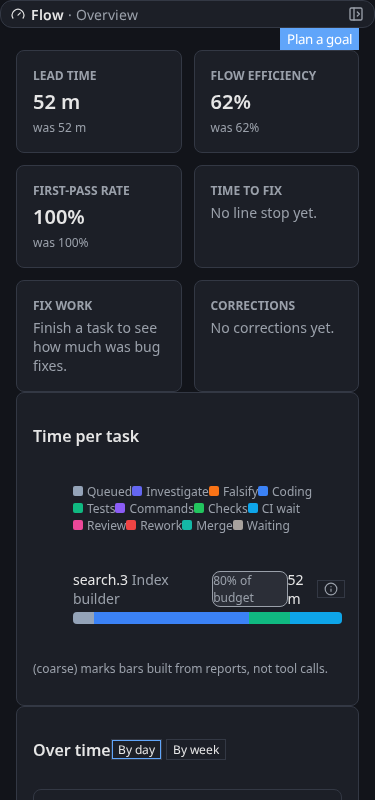 Flow · Overview
Plan a goal
LEAD TIME
52 m
was 52 m
FLOW EFFICIENCY
62%
was 62%
FIRST-PASS RATE
100%
was 100%
TIME TO FIX
No line stop yet.
FIX WORK
Finish a task to see
how much was bug
fixes.
CORRECTIONS
No corrections yet.
Time per task
Queued Investigate Falsify Coding
Tests Commands Checks CI wait
Review Rework Merge Waiting
search.3 Index
builder
80% of
budget
52
m
(coarse) marks bars built from reports, not tool calls.
Over time By day By week